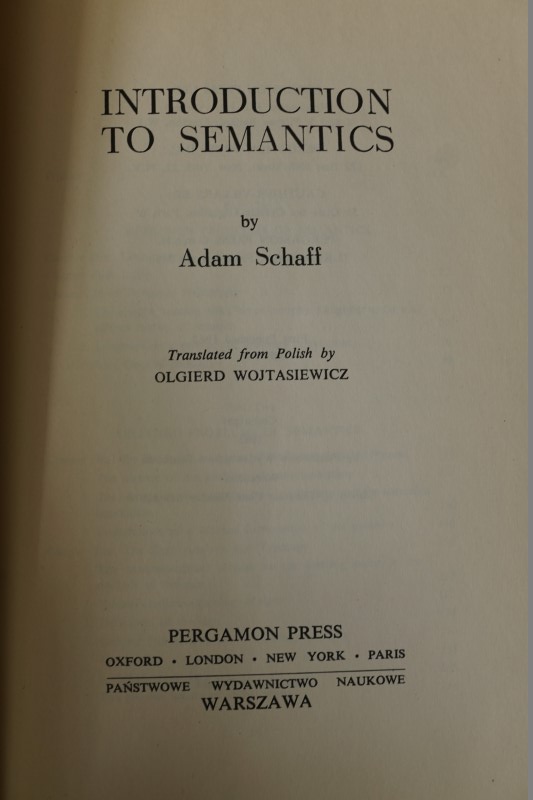 INTRODUCTION
TO SEMANTICS
by
Adam Schaff
Translated from Polish by
OLGIERD WOJTASIEWICZ
PERGAMON PRESS
OXFORD • LONDON • NEW YORK • PARIS
PAŃSTWOWE WYDAWNICTWO NAUKOWE
WARSZAWA